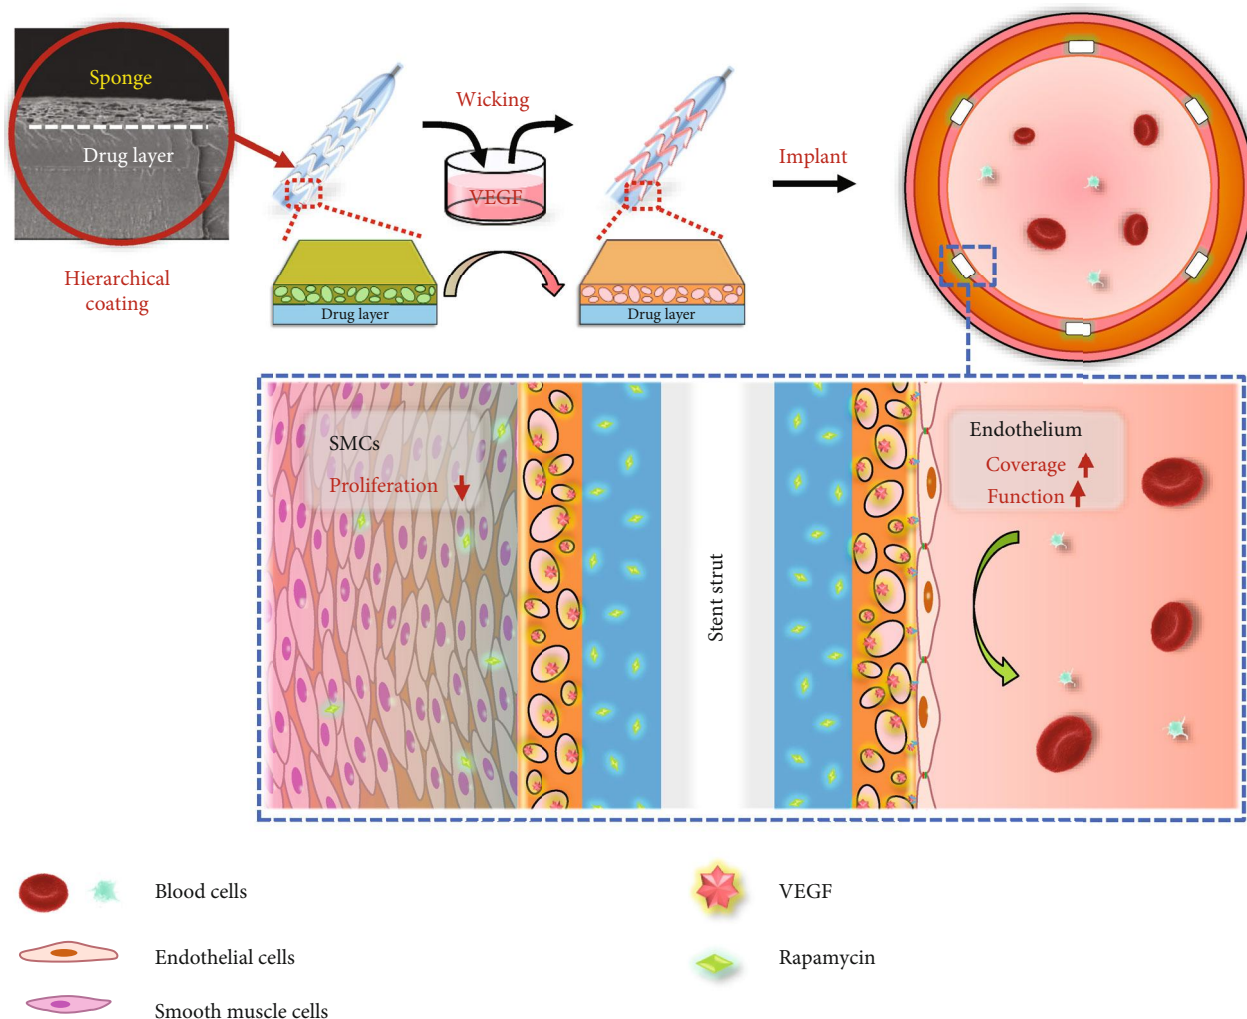 Sponge
Drug layer
Hierarchical
coating
Wicking
VEGF
Drug layer
Drug layer
Implant
SMCs
Proliferation
Stent strut
Endothelium
Coverage
Function
Blood cells
Endothelial cells
Smooth muscle cells
VEGF
Rapamycin